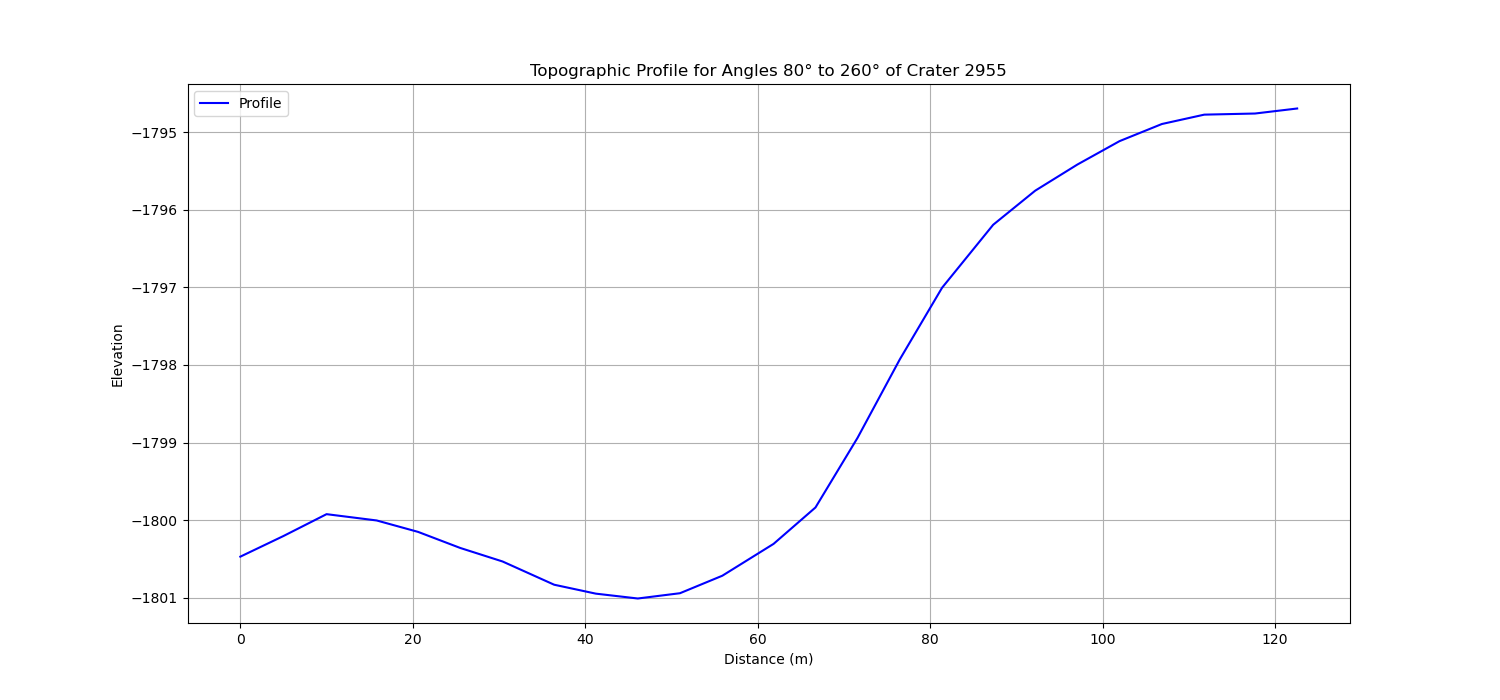 Topographic Profile for Angles 80° to 260° of Crater 2955
Profile
−1795
−1796
−1797
−1798
−1799
−1800
−1801
Elevation
0 20 40 60 80 100 120
Distance (m)